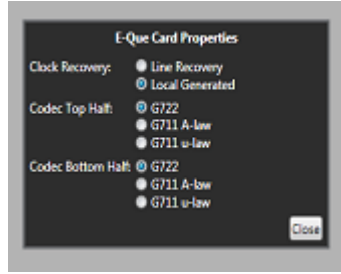 E-Que Card Properties
Clock Recovery: Line Recovery
Local Generated
Codec Top Half: G722
G711 A-law
G711 u-law
Codec Bottom Half: G722
G711 A-law
G711 u-law
Close